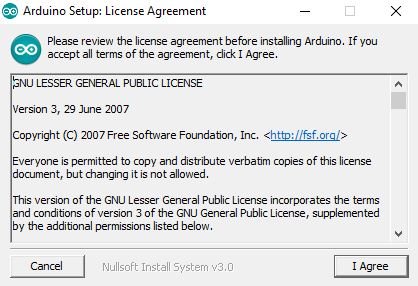 Arduino Setup: License Agreement
Please review the license agreement before installing Arduino. If you
accept all terms of the agreement, click I Agree.
GNU LESSER GENERAL PUBLIC LICENSE
Version 3, 29 June 2007
Copyright (C) 2007 Free Software Foundation, Inc. <http://fsf.org/>
Everyone is permitted to copy and distribute verbatim copies of this license
document, but changing it is not allowed.
This version of the GNU Lesser General Public License incorporates the terms
and conditions of version 3 of the GNU General Public License, supplemented
by the additional permissions listed below.
Cancel
Nullsoft Install System v3.0
I Agree